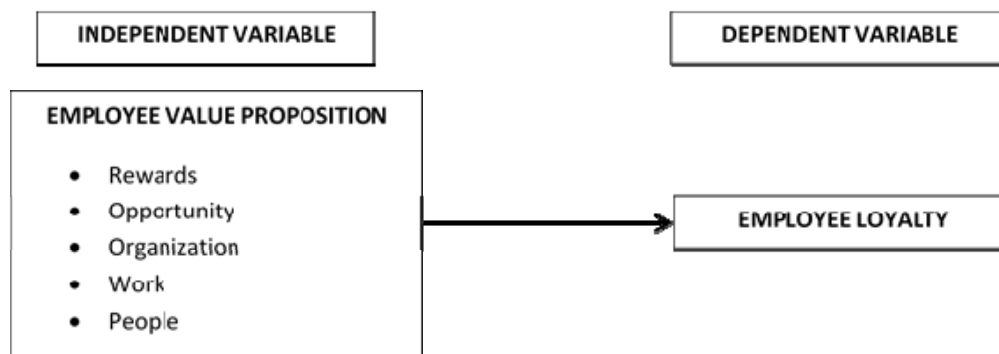 INDEPENDENT VARIABLE
DEPENDENT VARIABLE
EMPLOYEE VALUE PROPOSITION
• Rewards
• Opportunity
• Organization
• Work
• People
EMPLOYEE LOYALTY